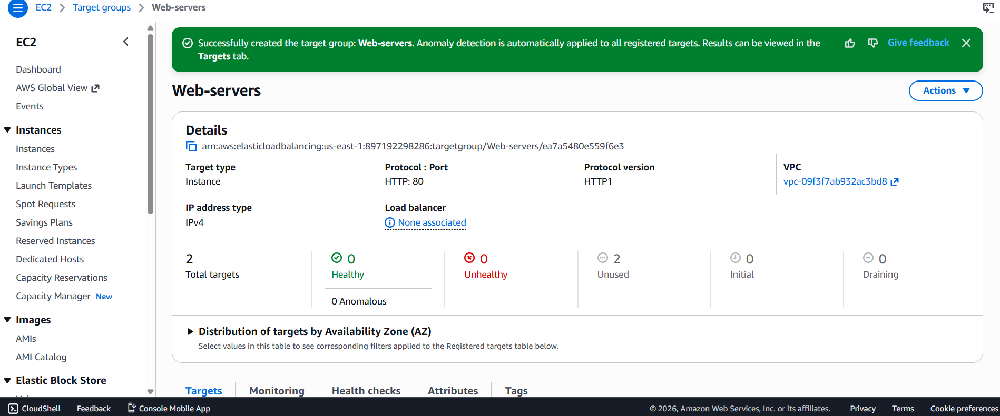 EC2 > Target groups > Web-servers
EC2
Dashboard
AWS Global View
Events
Instances
Instances
Instance Types
Launch Templates
Spot Requests
Savings Plans
Reserved Instances
Dedicated Hosts
Capacity Reservations
Capacity Manager New
Images
AMIs
AMI Catalog
Elastic Block Store
Successfully created the target group: Web-servers. Anomaly detection is automatically applied to all registered targets. Results can be viewed in the
Targets tab.
Give feedback
Web-servers
Actions
Details
arn:aws:elasticloadbalancing:us-east-1:897192298286:targetgroup/Web-servers/ea7a5480e559f6e3
Target type
Instance
Protocol : Port
HTTP: 80
Protocol version
HTTP1
VPC
vpc-09f3f7ab932ac3bd8
IP address type
IPv4
Load balancer
None associated
2
Total targets
0
Healthy
0 Anomalous
0
Unhealthy
2
Unused
0
Initial
0
Draining
Distribution of targets by Availability Zone (AZ)
Select values in this table to see corresponding filters applied to the Registered targets table below.
Targets
Monitoring
Health checks
Attributes
Tags
CloudShell
Feedback
Console Mobile App
© 2026, Amazon Web Services, Inc. or its affiliates.
Privacy
Terms
Cookie preferences